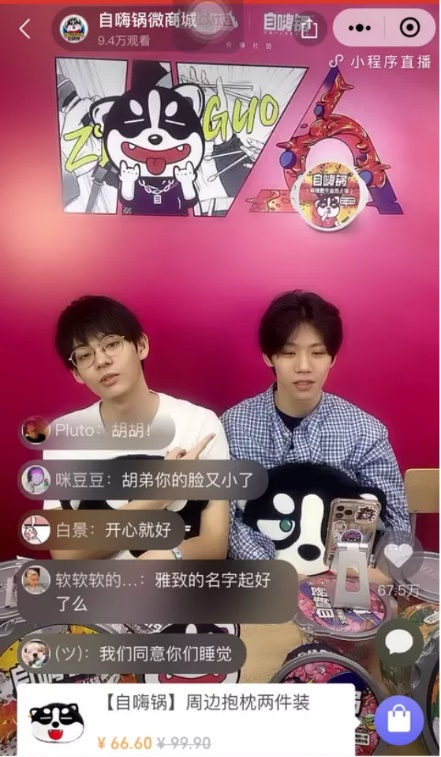 自嗨锅微商城
9.4万观看
小程序直播
GUO
自嗨锅
Pluto：胡胡！
咪豆豆：胡弟你的脸又小了
白景：开心就好
软软软的...：雅致的名字起好
了么
67.5万
(ツ)：我们同意你们睡觉
【自嗨锅】周边抱枕两件装
¥ 66.60 ¥ 99.90